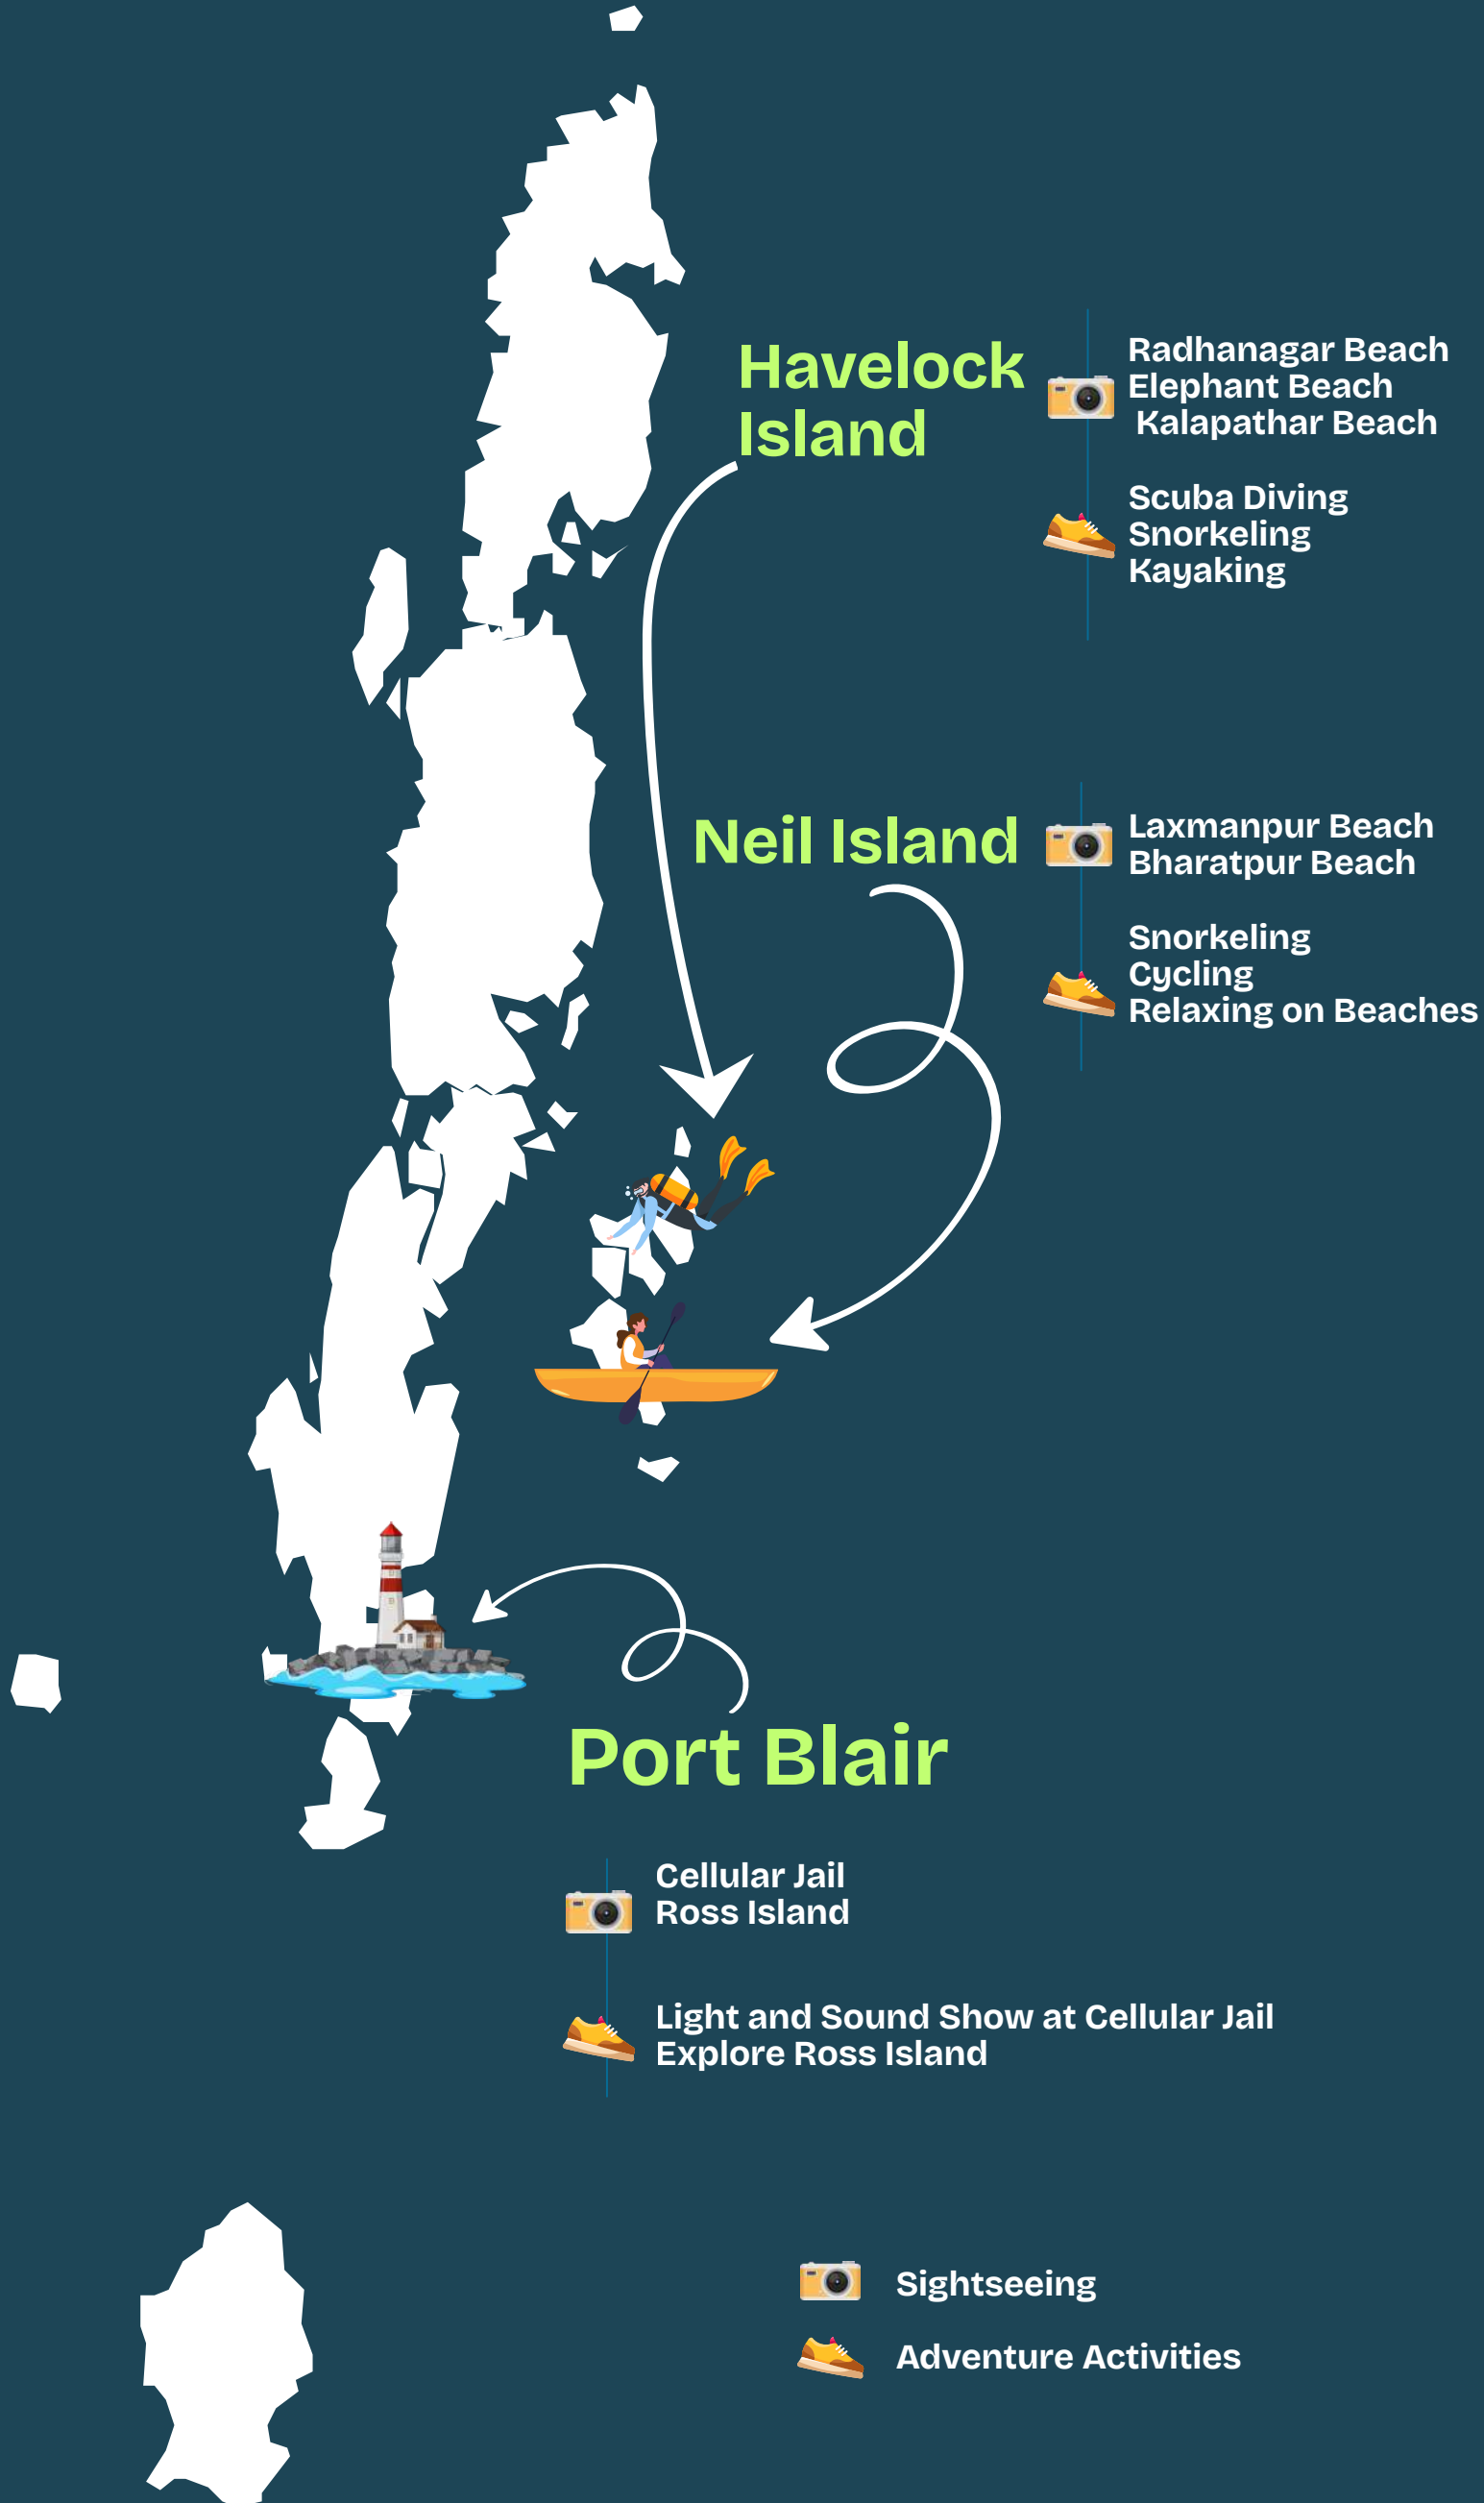 Havelock
Island
Radhanagar Beach
Elephant Beach
Kalapathar Beach
Scuba Diving
Snorkeling
Kayaking
Neil Island
Laxmanpur Beach
Bharatpur Beach
Snorkeling
Cycling
Relaxing on Beaches
Port Blair
Cellular Jail
Ross Island
Light and Sound Show at Cellular Jail
Explore Ross Island
Sightseeing
Adventure Activities